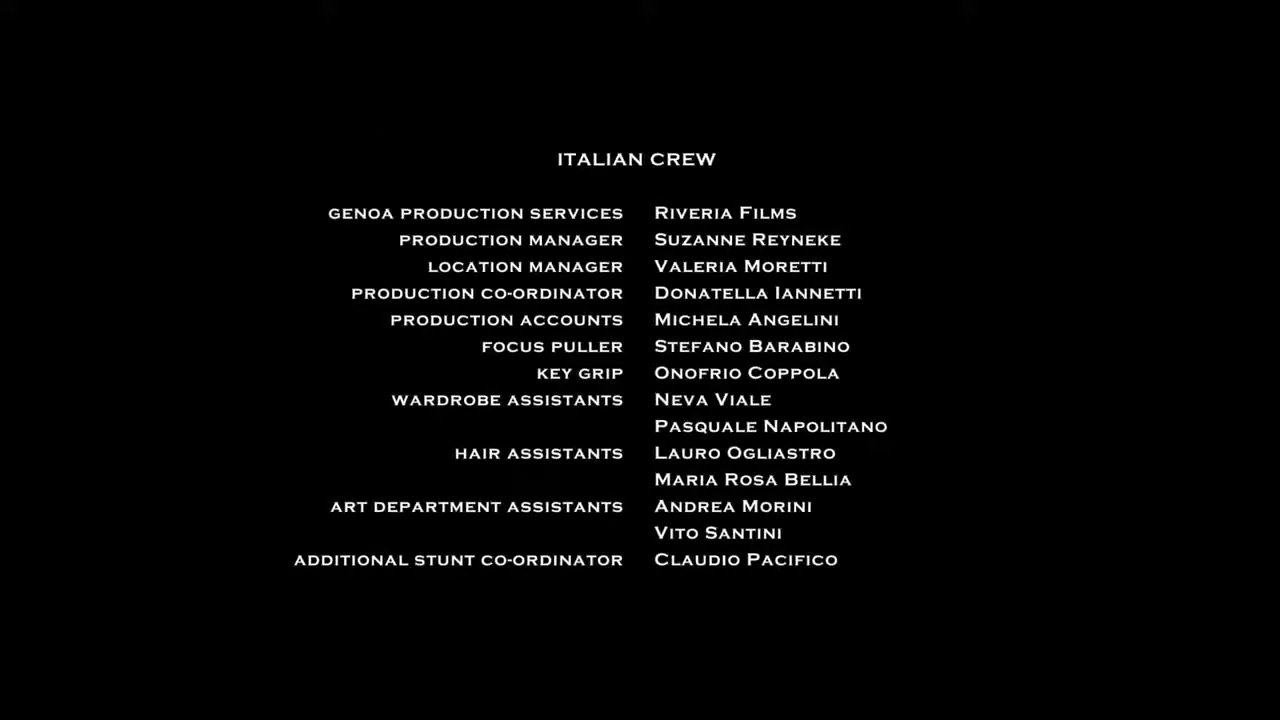 ITALIAN CREW
GENOA PRODUCTION SERVICES RIVERIA FILMS
PRODUCTION MANAGER SUZANNE REYNEKE
LOCATION MANAGER VALERIA MORETTI
PRODUCTION CO-ORDINATOR DONATELLA IANNETTI
PRODUCTION ACCOUNTS MICHELA ANGELINI
FOCUS PULLER STEFANO BARABINO
KEY GRIP ONOFRIO COPPOLA
WARDROBE ASSISTANTS NEVA VIALE
PASQUALE NAPOLITANO
HAIR ASSISTANTS LAURO OGLIASTRO
MARIA ROSA BELLIA
ART DEPARTMENT ASSISTANTS ANDREA MORINI
VITO SANTINI
ADDITIONAL STUNT CO-ORDINATOR CLAUDIO PACIFICO